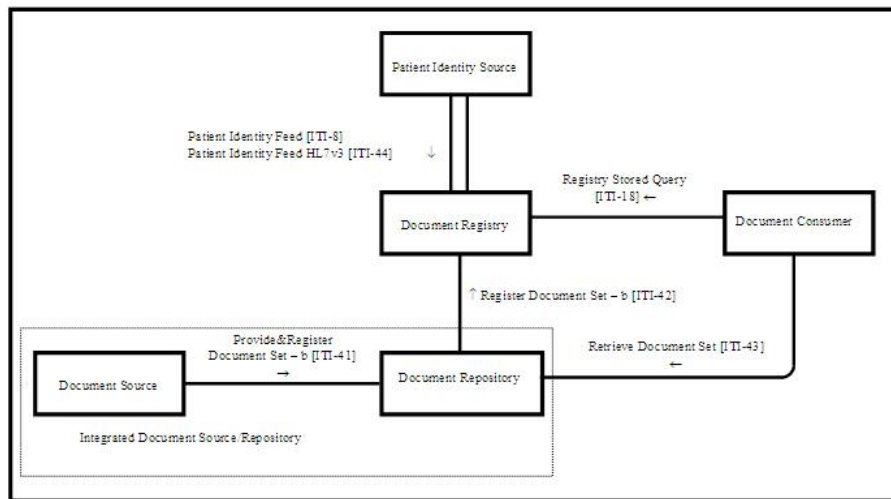 Patient Identity Source
Patient Identity Feed [ITI-8]
Patient Identity Feed HL7v3 [ITI-44] ↓
Registry Stored Query
[ITI-18] ←
Document Registry
Document Consumer
↑ Register Document Set – b [ITI-42]
Provide&Register
Document Set – b [ITI-41]
→
Retrieve Document Set [ITI-43]
←
Document Source
Document Repository
Integrated Document Source/Repository